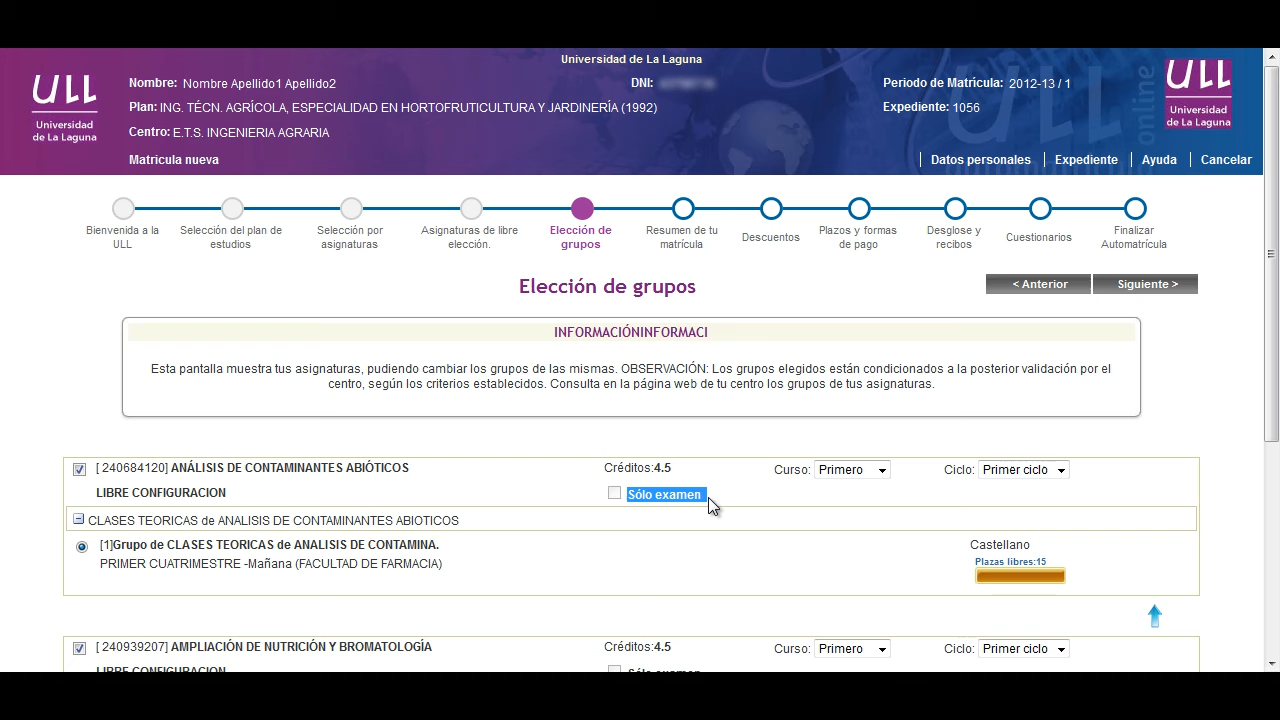 Universidad de La Laguna
ULL
Universidad
de La Laguna
Nombre: Nombre Apellido1 Apellido2
DNI:
Periodo de Matrícula: 2012-13 / 1
Plan: ING. TÉCN. AGRÍCOLA, ESPECIALIDAD EN HORTOFRUTICULTURA Y JARDINERÍA (1992)
Expediente: 1056
Centro: E.T.S. INGENIERIA AGRARIA
Matricula nueva
ULL
online
ULL
Universidad
de La Laguna
Datos personales
Expediente
Ayuda
Cancelar
Bienvenida a la
ULL
Selección del plan de
estudios
Selección por
asignaturas
Asignaturas de libre
elección.
Elección de
grupos
Resumen de tu
matrícula
Descuentos
Plazos y formas
de pago
Desglose y
recibos
Cuestionarios
Finalizar
Automatrícula
Elección de grupos
< Anterior
Siguiente >
INFORMACIÓNINFORMACI
Esta pantalla muestra tus asignaturas, pudiendo cambiar los grupos de las mismas. OBSERVACIÓN: Los grupos elegidos están condicionados a la posterior validación por el
centro, según los criterios establecidos. Consulta en la página web de tu centro los grupos de tus asignaturas.
[ 240684120] ANÁLISIS DE CONTAMINANTES ABIÓTICOS
Créditos:4.5
Curso: Primero
Ciclo: Primer ciclo
LIBRE CONFIGURACION
Sólo examen
CLASES TEORICAS de ANALISIS DE CONTAMINANTES ABIOTICOS
[1]Grupo de CLASES TEORICAS de ANALISIS DE CONTAMINA.
Castellano
PRIMER CUATRIMESTRE -Mañana (FACULTAD DE FARMACIA)
Plazas libres:15
[ 240939207] AMPLIACIÓN DE NUTRICIÓN Y BROMATOLOGÍA
Créditos:4.5
Curso: Primero
Ciclo: Primer ciclo
LIBRE CONFIGURACION
Sólo examen